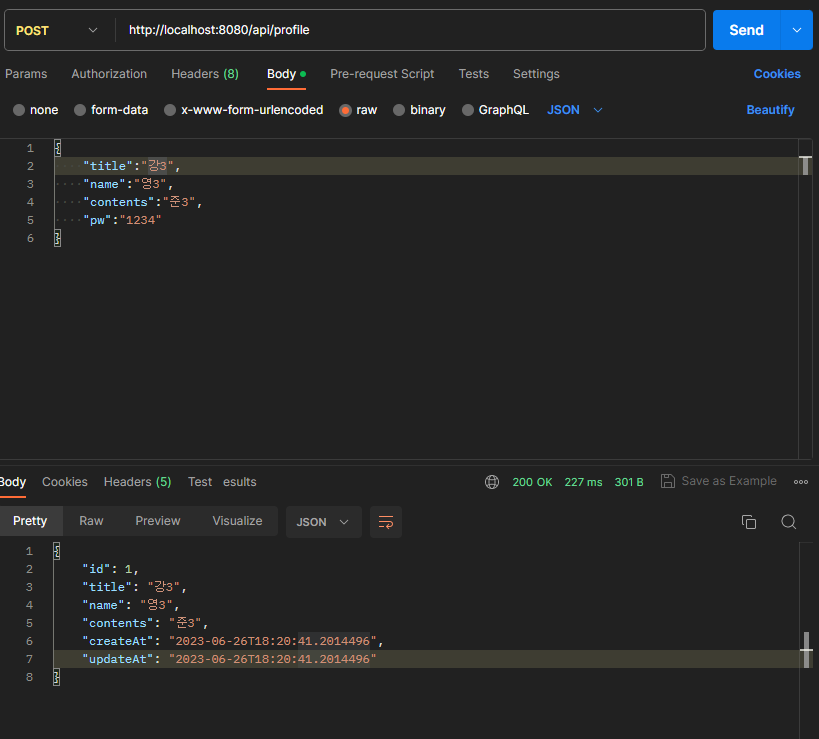 POST http://localhost:8080/api/profile Send
Params Authorization Headers (8) Body Pre-request Script Tests Settings Cookies
none form-data x-www-form-urlencoded raw binary GraphQL JSON Beautify
1 {
2 "title":"강3",
3 "name":"영3",
4 "contents":"준3",
5 "pw":"1234"
6 }
Body Cookies Headers (5) Test esults 200 OK 227 ms 301 B Save as Example
Pretty Raw Preview Visualize JSON
1 {
2 "id": 1,
3 "title": "강3",
4 "name": "영3",
5 "contents": "준3",
6 "createAt": "2023-06-26T18:20:41.2014496",
7 "updateAt": "2023-06-26T18:20:41.2014496"
8 }